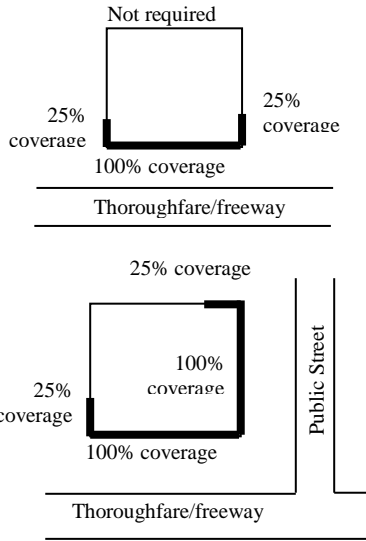 Not required
25%
coverage
25%
coverage
100% coverage
Thoroughfare/freeway
25% coverage
100%
coverage
Public Street
25%
coverage
100% coverage
Thoroughfare/freeway